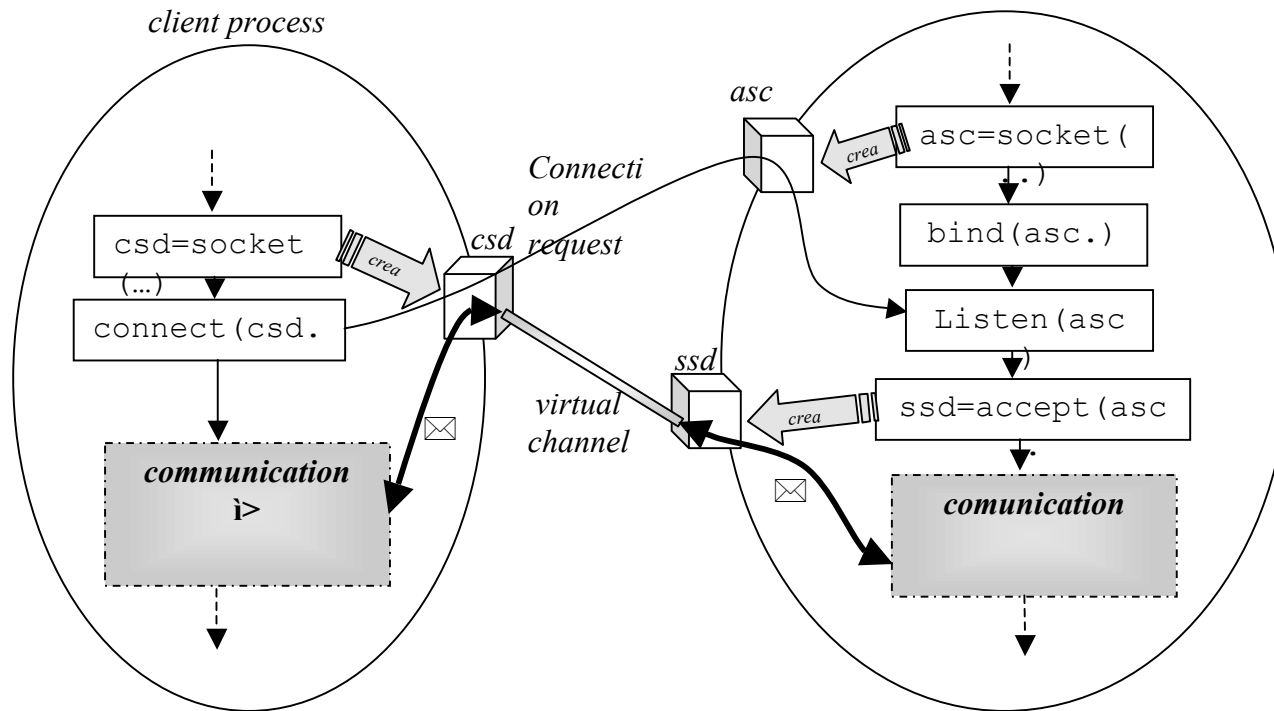 client process
csd=socket
(…)
connect(csd.
communication
ì>
crea
csd
Connecti
on
request
virtual
channel
asc
crea
asc=socket(
...)
bind(asc.)
Listen(asc
)
ssd
crea
ssd=accept(asc
.
comunication